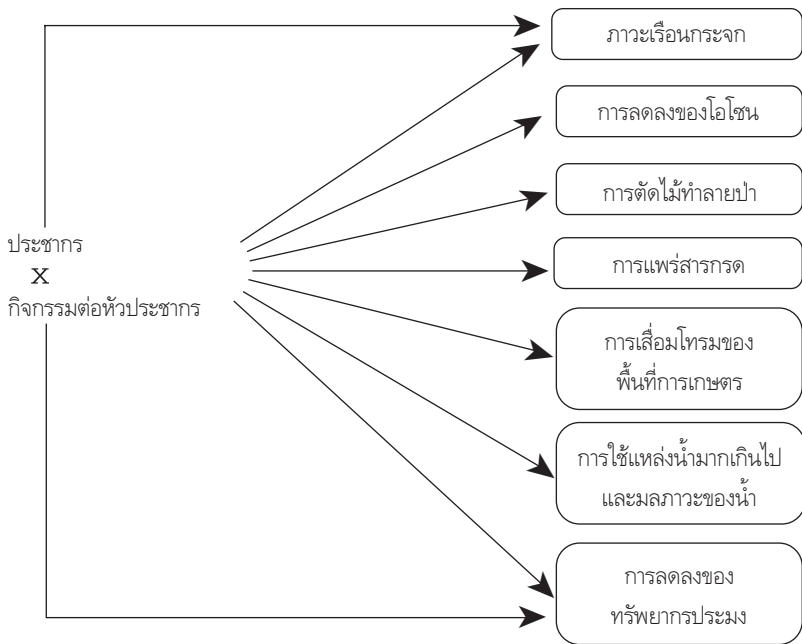 ประชากร
X
กิจกรรมต่อหัวประชากร
ภาวะเรือนกระจก
การลดลงของโอโซน
การตัดไม้ทำลายป่า
การแพร่สารกรด
การเสื่อมโทรมของ
พื้นที่การเกษตร
การใช้แหล่งน้ำมากเกินไป
และมลภาวะของน้ำ
การลดลงของ
ทรัพยากรประมง